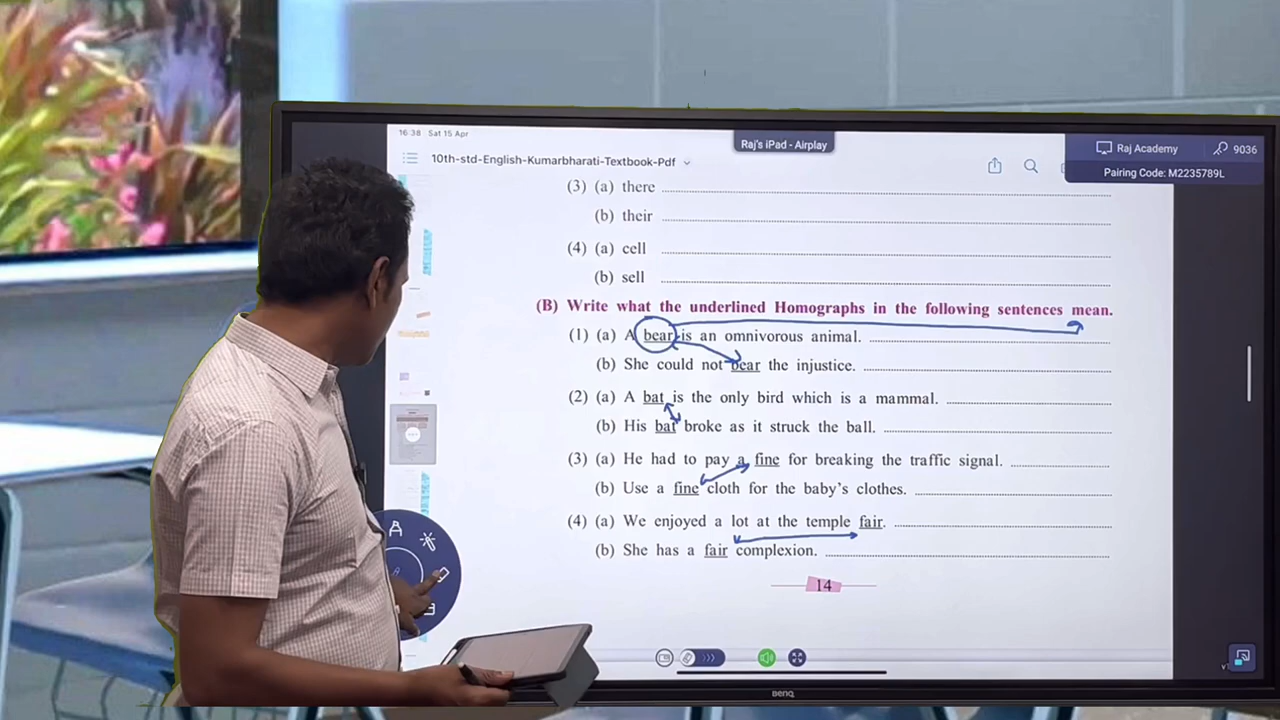 16:38 Sat 15 Apr
Raj's iPad - Airplay
Raj Academy
9036
10th-std-English-Kumarbharati-Textbook-Pdf
Pairing Code: M2235789L
(3) (a) there
(b) their
(4) (a) cell
(b) sell
(B) Write what the underlined Homographs in the following sentences mean.
(1) (a) A bear is an omnivorous animal.
(b) She could not bear the injustice.
(2) (a) A bat is the only bird which is a mammal.
(b) His bat broke as it struck the ball.
(3) (a) He had to pay a fine for breaking the traffic signal.
(b) Use a fine cloth for the baby's clothes.
(4) (a) We enjoyed a lot at the temple fair.
(b) She has a fair complexion.
14
BenQ